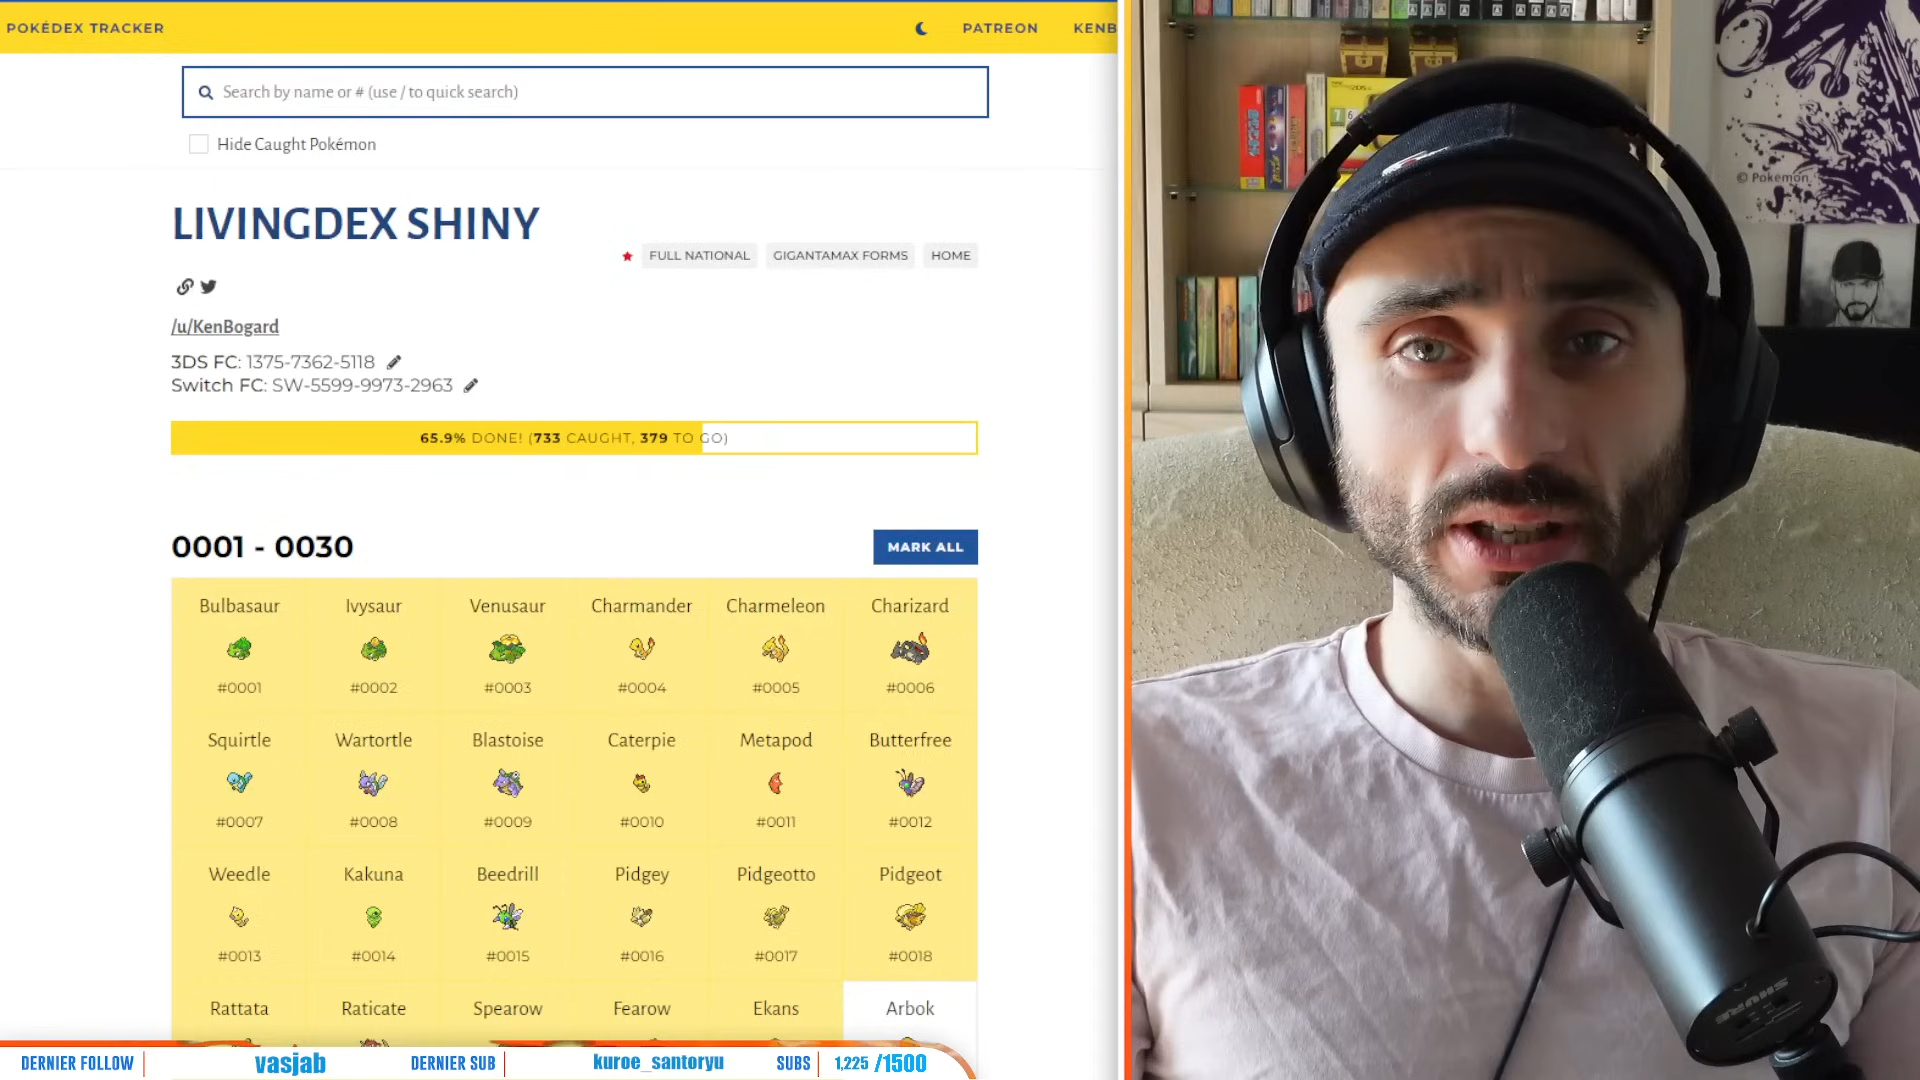 POKÉDEX TRACKER
PATREON
KENB
Search by name or # (use / to quick search)
Hide Caught Pokémon
LIVINGDEX SHINY
FULL NATIONAL
GIGANTAMAX FORMS
HOME
/u/KenBogard
3DS FC: 1375-7362-5118
Switch FC: SW-5599-9973-2963
65.9% DONE! (733 CAUGHT, 379 TO GO)
0001 - 0030
MARK ALL
Bulbasaur Ivysaur Venusaur Charmander Charmeleon Charizard
#0001 #0002 #0003 #0004 #0005 #0006
Squirtle Wartortle Blastoise Caterpie Metapod Butterfree
#0007 #0008 #0009 #0010 #0011 #0012
Weedle Kakuna Beedrill Pidgey Pidgeotto Pidgeot
#0013 #0014 #0015 #0016 #0017 #0018
Rattata Raticate Spearow Fearow Ekans Arbok
DERNIER FOLLOW vasjab DERNIER SUB kuroe_santoryu SUBS 1,225 /1500
© Pokémon
SHURE